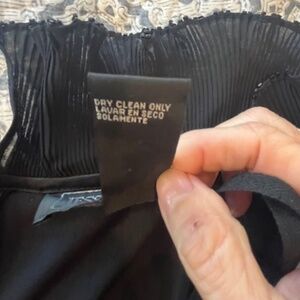 DRY CLEAN ONLY
LAVAR EN SECO
SOLAMENTE